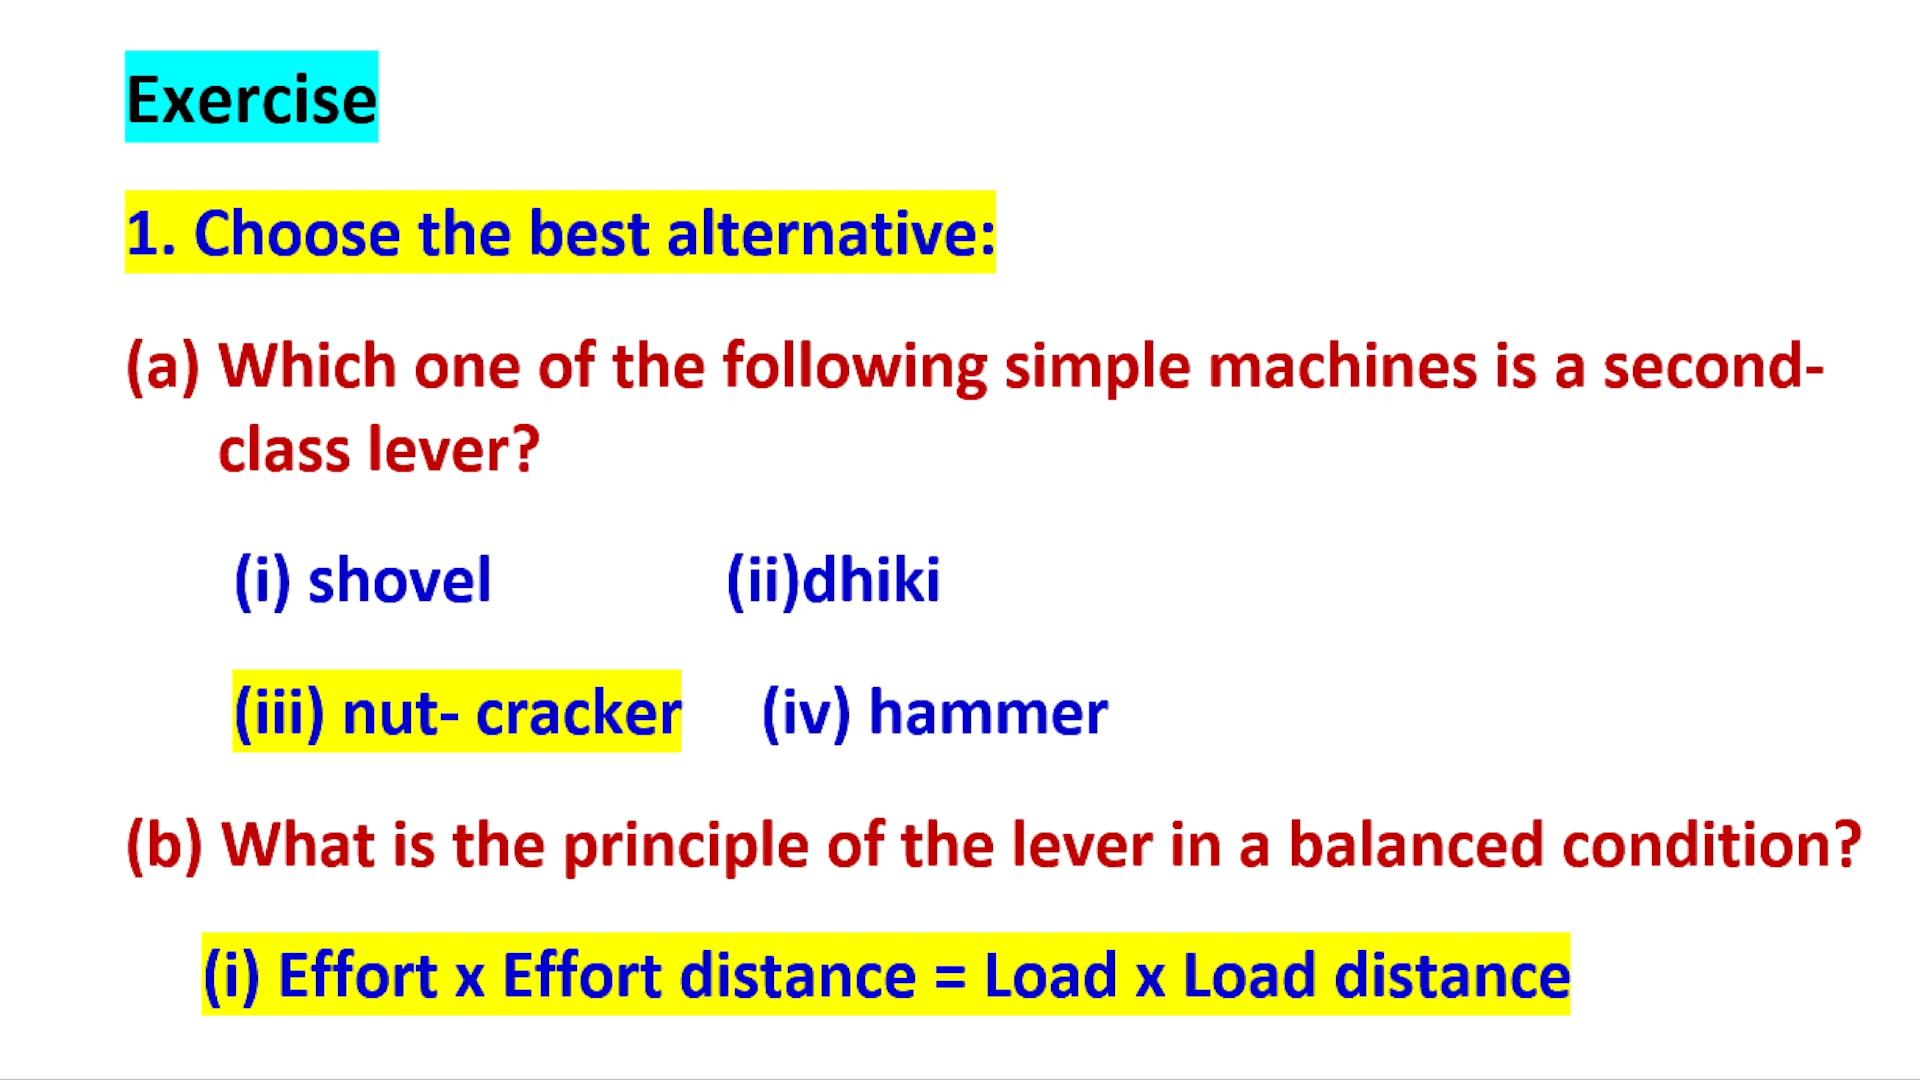 Exercise
1. Choose the best alternative:
(a) Which one of the following simple machines is a second-
class lever?
(i) shovel (ii)dhiki
(iii) nut- cracker (iv) hammer
(b) What is the principle of the lever in a balanced condition?
(i) Effort x Effort distance = Load x Load distance